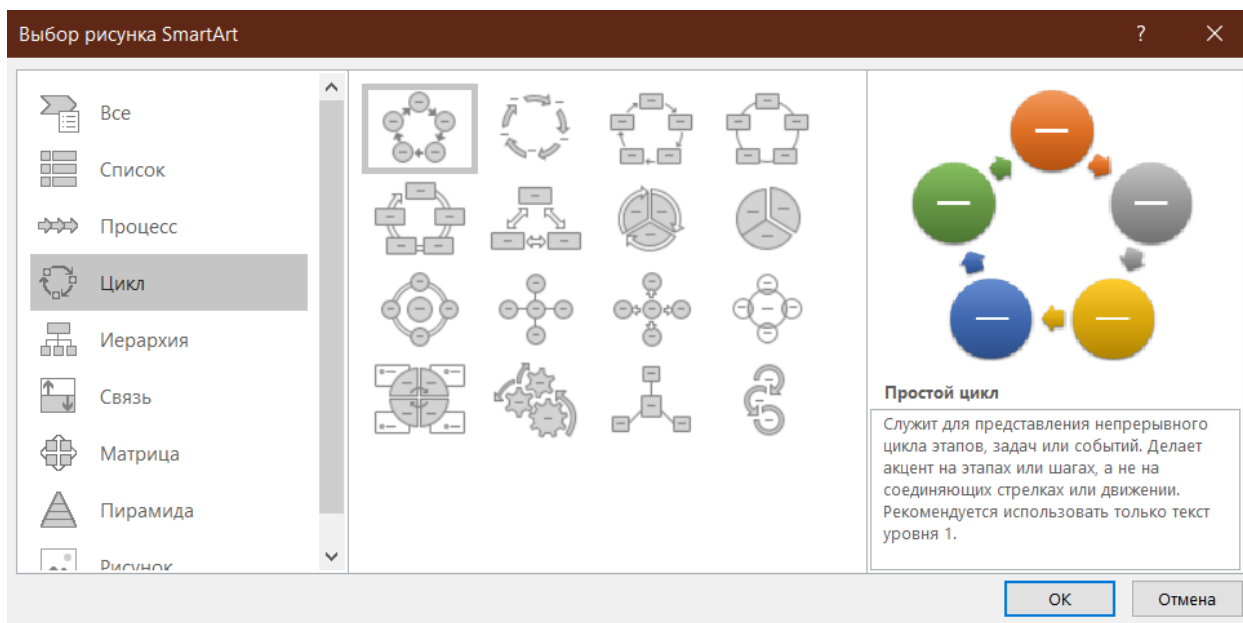 Выбор рисунка SmartArt
?
Все
Список
Процесс
Цикл
Иерархия
Связь
Матрица
Пирамида
Рисунок
Простой цикл
Служит для представления непрерывного
цикла этапов, задач или событий. Делает
акцент на этапах или шагах, а не на
соединяющих стрелках или движении.
Рекомендуется использовать только текст
уровня 1.
ОК
Отмена